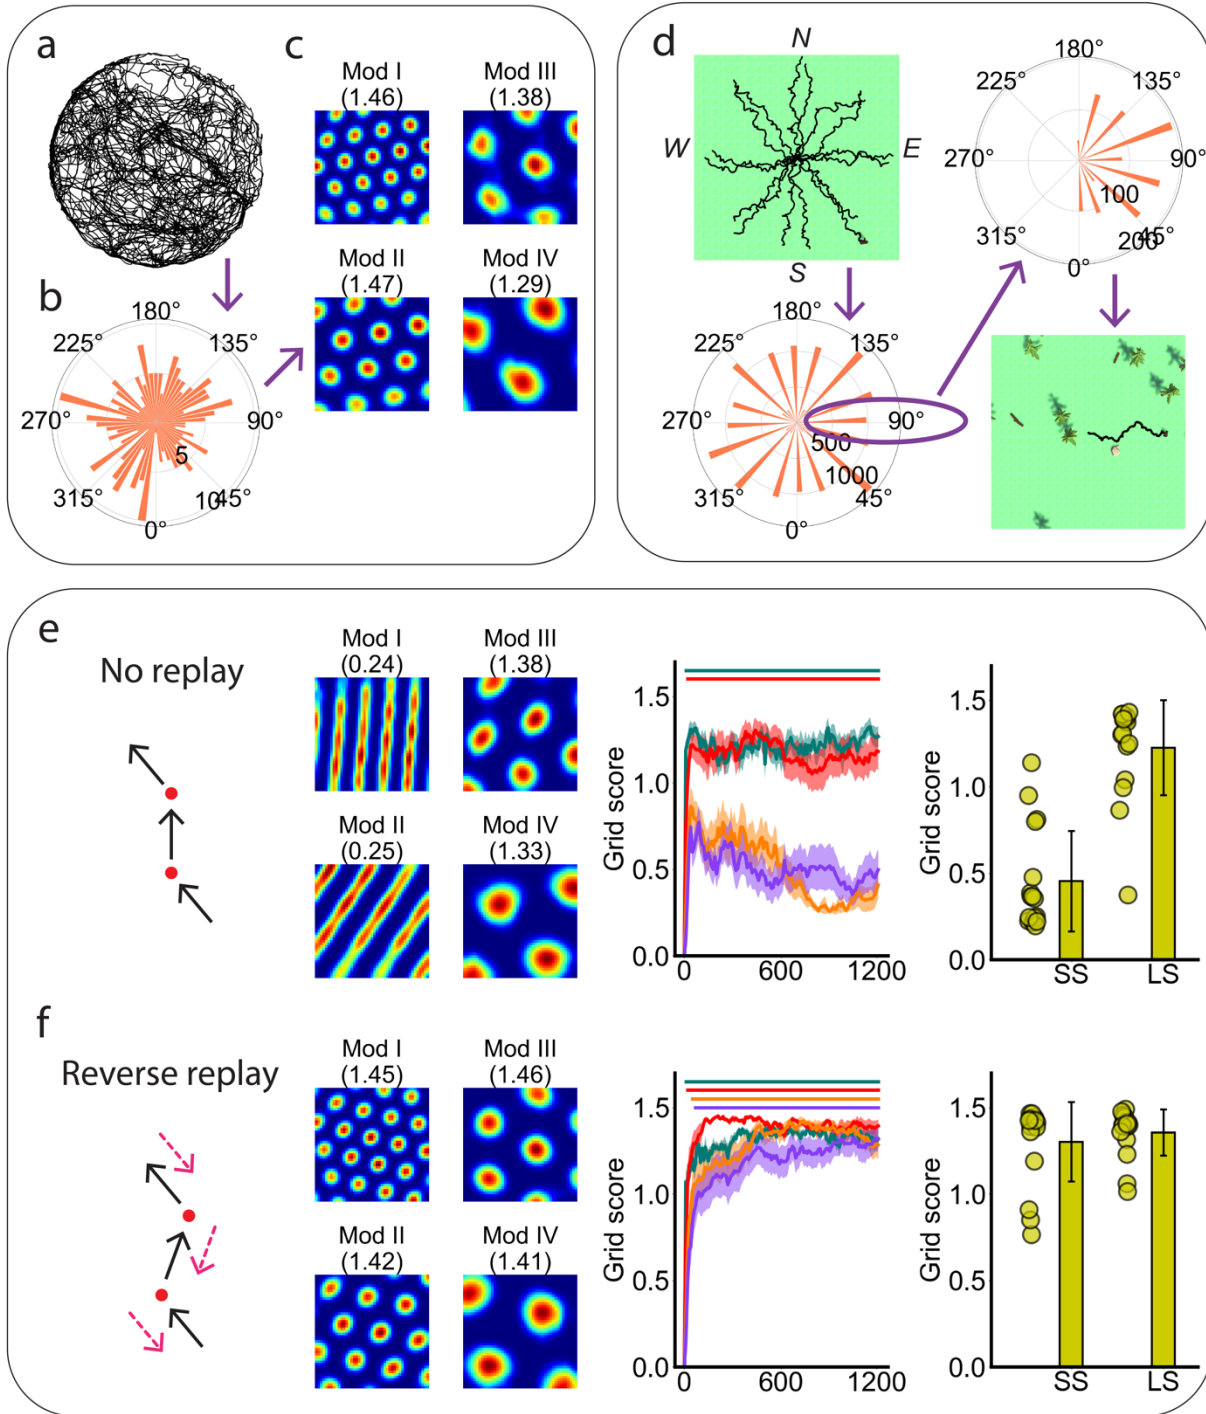 a
b
180°
225°
135°
270°
90°
5
315°
10
45°
0°
c
Mod I
(1.46)
Mod III
(1.38)
Mod II
(1.47)
Mod IV
(1.29)
d
N
W
E
S
180°
225°
135°
270°
90°
500
1000
315°
45°
0°
180°
225°
135°
270°
90°
100
200
315°
45°
0°
e
No replay
Mod I
(0.24)
Mod III
(1.38)
Mod II
(0.25)
Mod IV
(1.33)
Grid score
1.5
1.0
0.5
0.0
0
600
1200
Grid score
1.5
1.0
0.5
0.0
SS
LS
f
Reverse replay
Mod I
(1.45)
Mod III
(1.46)
Mod II
(1.42)
Mod IV
(1.41)
Grid score
1.5
1.0
0.5
0.0
0
600
1200
Grid score
1.5
1.0
0.5
0.0
SS
LS